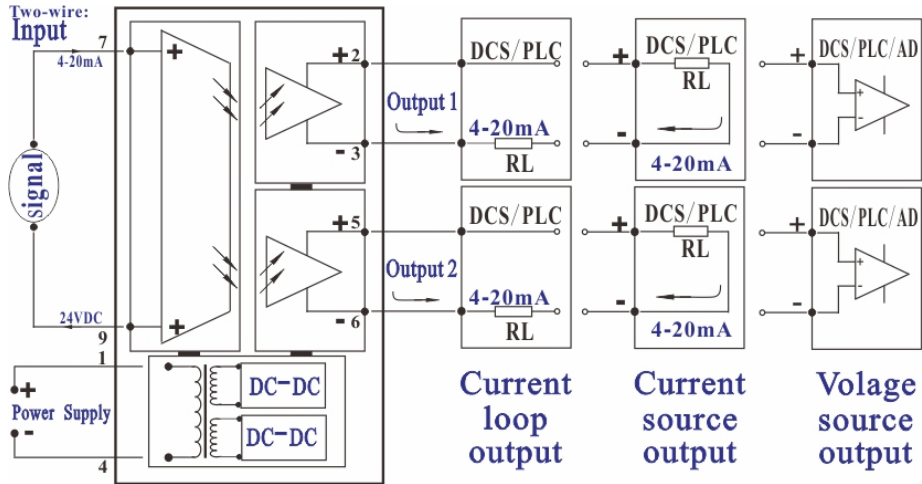 Two-wire:
Input
7
4-20mA
+
signal
24VDC
+
9
1
+
Power Supply
-
4
+
2
-
3
+
5
-
6
DC-DC
DC-DC
Output 1
Output 2
DCS/PLC
4-20mA
RL
DCS/PLC
4-20mA
RL
Current
loop
output
+
DCS/PLC
RL
-
4-20mA
+
DCS/PLC
RL
-
4-20mA
Current
source
output
DCS/PLC/AD
+
+
-
-
DCS/PLC/AD
+
+
-
-
Volage
source
output